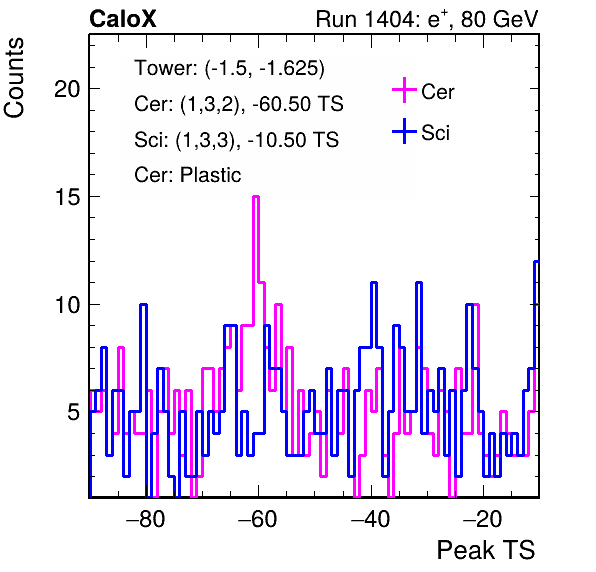 CaloX Run 1404: e⁺, 80 GeV
Counts
Tower: (-1.5, -1.625)
Cer: (1,3,2), -60.50 TS
Sci: (1,3,3), -10.50 TS
Cer: Plastic
Cer
Sci
20
15
10
5
−80 −60 −40 −20
Peak TS